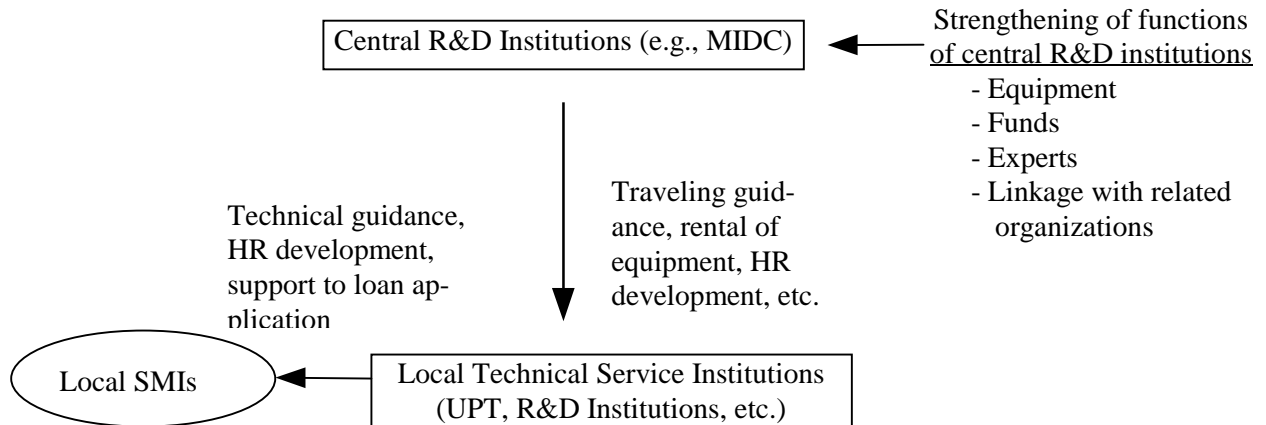 Central R&D Institutions (e.g., MIDC)
Strengthening of functions
of central R&D institutions
- Equipment
- Funds
- Experts
- Linkage with related
organizations
Traveling guid-
ance, rental of
equipment, HR
development, etc.
Technical guidance,
HR development,
support to loan ap-
plication
Local SMIs
Local Technical Service Institutions
(UPT, R&D Institutions, etc.)